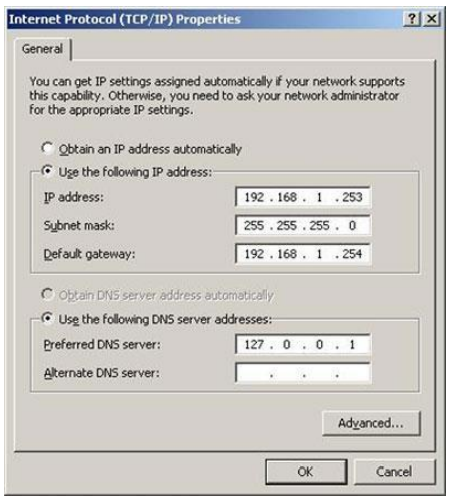 Internet Protocol (TCP/IP) Properties
General
You can get IP settings assigned automatically if your network supports
this capability. Otherwise, you need to ask your network administrator
for the appropriate IP settings.
Obtain an IP address automatically
Use the following IP address:
IP address: 192 . 168 . 1 . 253
Subnet mask: 255 . 255 . 255 . 0
Default gateway: 192 . 168 . 1 . 254
Obtain DNS server address automatically
Use the following DNS server addresses:
Preferred DNS server: 127 . 0 . 0 . 1
Alternate DNS server: . . .
Advanced...
OK Cancel